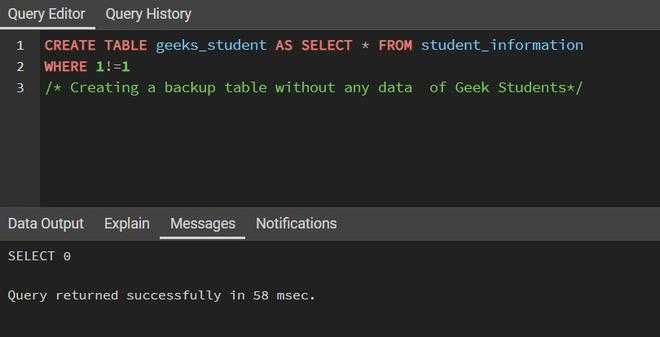 Query Editor Query History
1 CREATE TABLE geeks_student AS SELECT * FROM student_information
2 WHERE 1!=1
3 /* Creating a backup table without any data  of Geek Students*/
Data Output Explain Messages Notifications
SELECT 0
Query returned successfully in 58 msec.